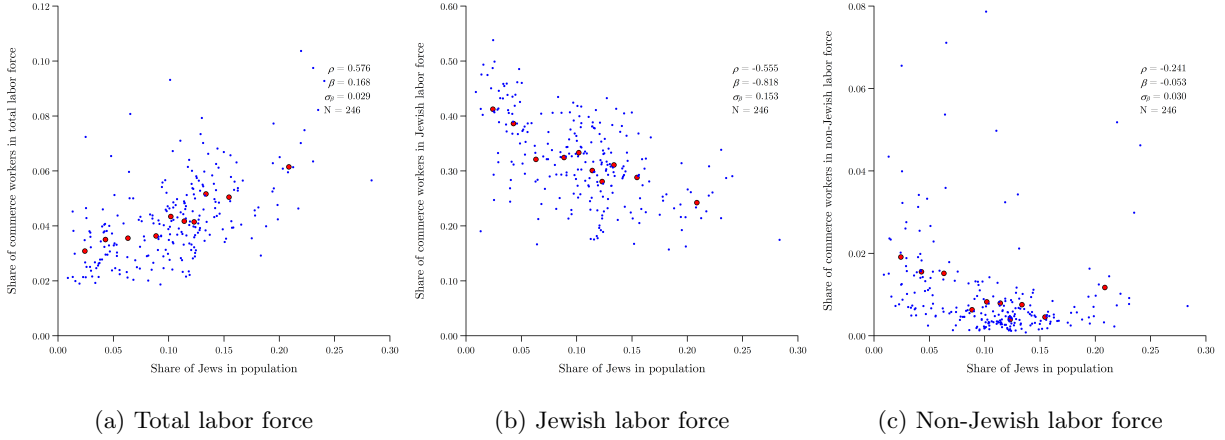 Share of commerce workers in total labor force
0.12
0.10
0.08
0.06
0.04
0.02
0.00
ρ = 0.576
β = 0.168
σβ = 0.029
N = 246
0.00 0.05 0.10 0.15 0.20 0.25 0.30
Share of Jews in population
(a) Total labor force
Share of commerce workers in Jewish labor force
0.60
0.50
0.40
0.30
0.20
0.10
0.00
ρ = -0.555
β = -0.818
σβ = 0.153
N = 246
0.00 0.05 0.10 0.15 0.20 0.25 0.30
Share of Jews in population
(b) Jewish labor force
Share of commerce workers in non-Jewish labor force
0.08
0.06
0.04
0.02
0.00
ρ = -0.241
β = -0.053
σβ = 0.030
N = 246
0.00 0.05 0.10 0.15 0.20 0.25 0.30
Share of Jews in population
(c) Non-Jewish labor force